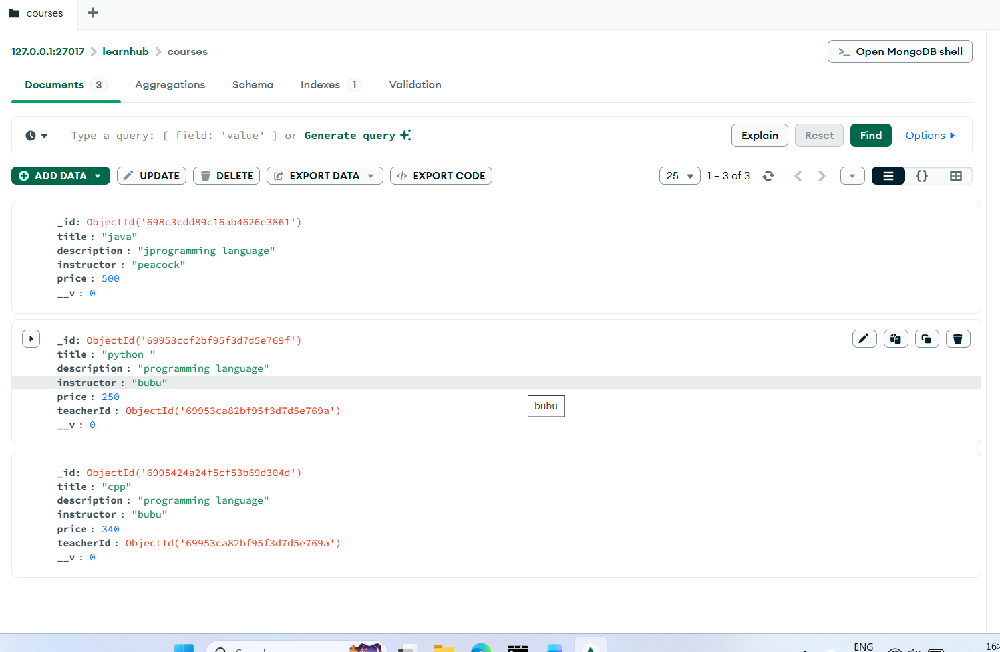 courses
127.0.0.1:27017 learnhub courses
Open MongoDB shell
Documents 3 Aggregations Schema Indexes 1 Validation
Type a query: { field: 'value' } or Generate query
Explain Reset Find Options
ADD DATA UPDATE DELETE EXPORT DATA EXPORT CODE
25 1 – 3 of 3
_id: ObjectId('698c3cdd89c16ab4626e3861')
title : "java"
description : "jprogramming language"
instructor : "peacock"
price : 500
__v : 0
_id: ObjectId('69953ccf2bf95f3d7d5e769f')
title : "python "
description : "programming language"
instructor : "bubu"
price : 250
bubu
teacherId : ObjectId('69953ca82bf95f3d7d5e769a')
__v : 0
_id: ObjectId('6995424a24f5cf53b69d304d')
title : "cpp"
description : "programming language"
instructor : "bubu"
price : 340
teacherId : ObjectId('69953ca82bf95f3d7d5e769a')
__v : 0
ENG